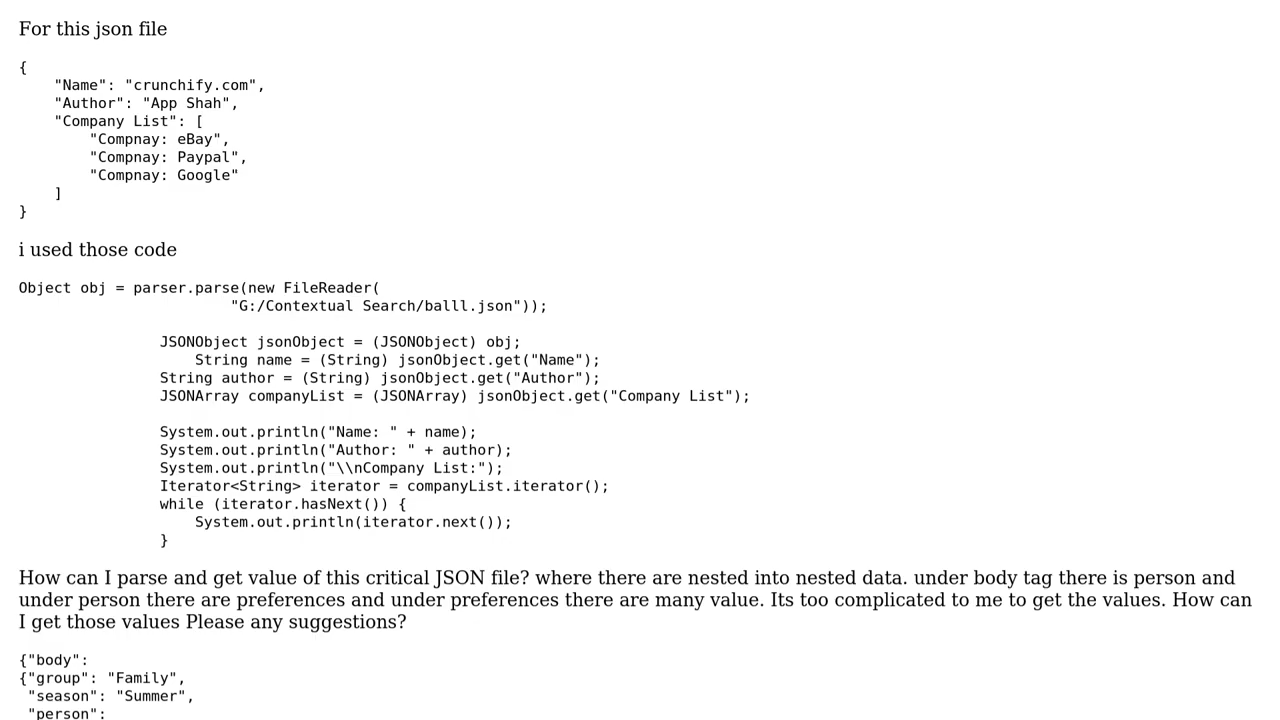 For this json file
{
    "Name": "crunchify.com",
    "Author": "App Shah",
    "Company List": [
        "Compnay: eBay",
        "Compnay: Paypal",
        "Compnay: Google"
    ]
}
i used those code
Object obj = parser.parse(new FileReader(
                        "G:/Contextual Search/balll.json"));
                JSONObject jsonObject = (JSONObject) obj;
                    String name = (String) jsonObject.get("Name");
                String author = (String) jsonObject.get("Author");
                JSONArray companyList = (JSONArray) jsonObject.get("Company List");
                System.out.println("Name: " + name);
                System.out.println("Author: " + author);
                System.out.println("\\nCompany List:");
                Iterator<String> iterator = companyList.iterator();
                while (iterator.hasNext()) {
                    System.out.println(iterator.next());
                }
How can I parse and get value of this critical JSON file? where there are nested into nested data. under body tag there is person and
under person there are preferences and under preferences there are many value. Its too complicated to me to get the values. How can
I get those values Please any suggestions?
{"body":
{"group": "Family",
 "season": "Summer",
 "person":